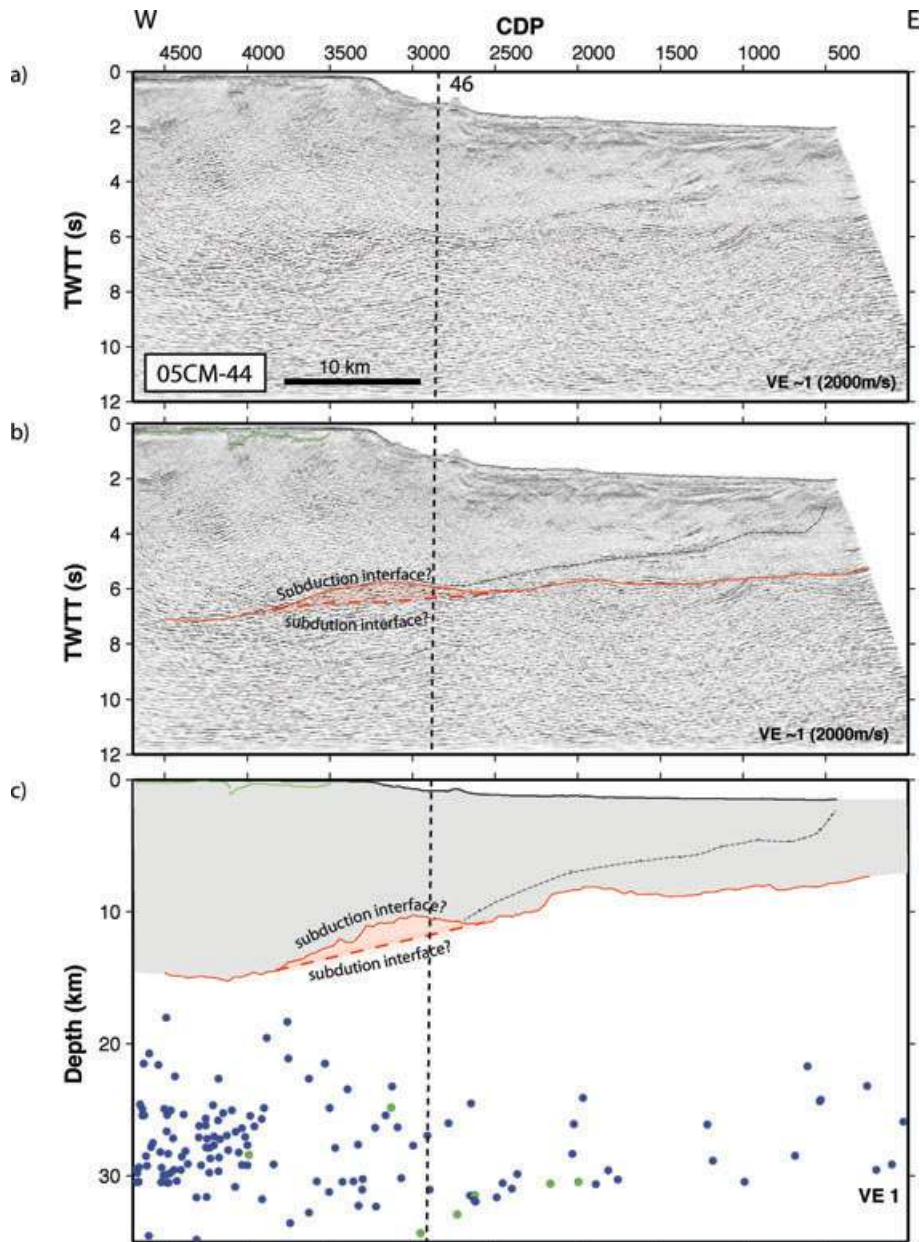 W CDP E
4500 4000 3500 3000 2500 2000 1500 1000 500
a)
46
0
2
4
6
8
10
12
TWTT (s)
05CM-44
10 km
VE ~1 (2000m/s)
b)
0
2
4
6
8
10
12
TWTT (s)
Subduction interface?
subdution interface?
VE ~1 (2000m/s)
c)
0
10
20
30
Depth (km)
subduction interface?
subdution interface?
VE 1